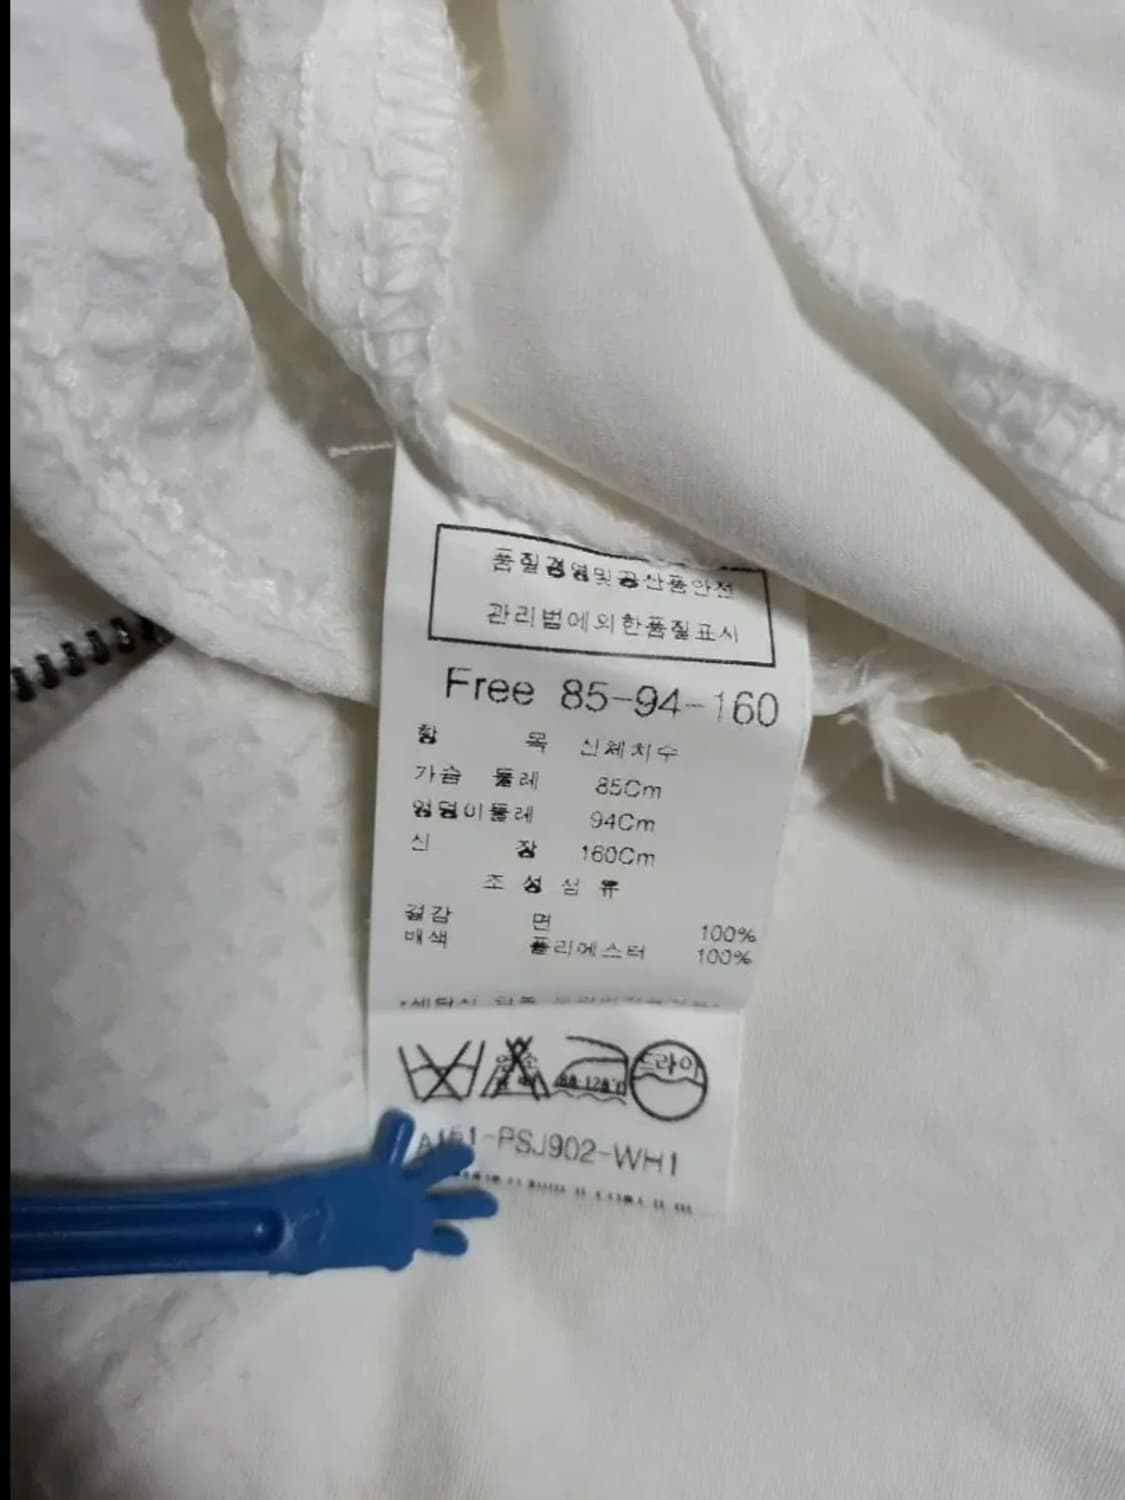 품질경영및공산품안전
관리법에의한품질표시
Free 85-94-160
항 목 신체치수
가슴 둘레 85Cm
엉덩이둘레 94Cm
신 장 160Cm
조 성 섬 유
겉감 면 100%
배색 폴리에스터 100%
드라이
PSJ902-WH1